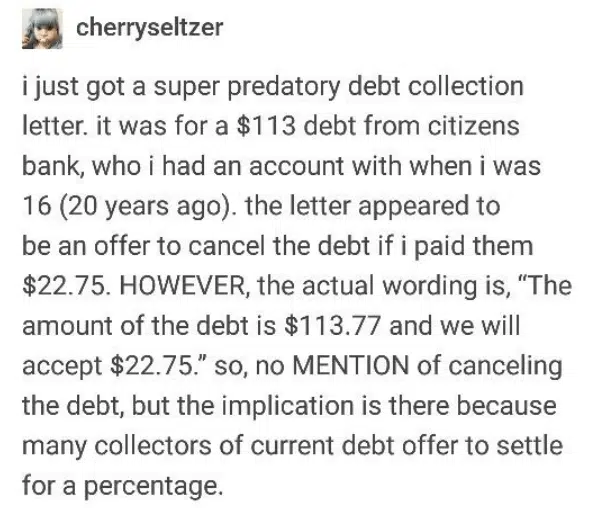 cherryseltzer
i just got a super predatory debt collection
letter. it was for a $113 debt from citizens
bank, who i had an account with when i was
16 (20 years ago). the letter appeared to
be an offer to cancel the debt if i paid them
$22.75. HOWEVER, the actual wording is, “The
amount of the debt is $113.77 and we will
accept $22.75.” so, no MENTION of canceling
the debt, but the implication is there because
many collectors of current debt offer to settle
for a percentage.